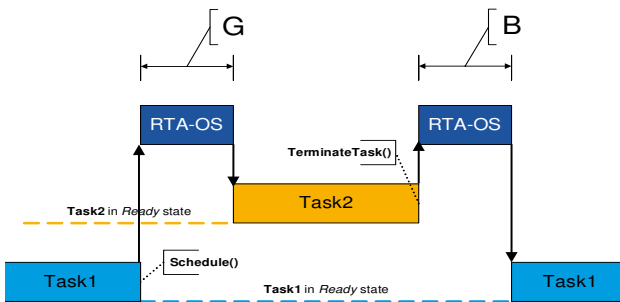 G
B
RTA-OS
RTA-OS
TerminateTask()
Task2
Task2 in Ready state
Schedule()
Task1
Task1 in Ready state
Task1